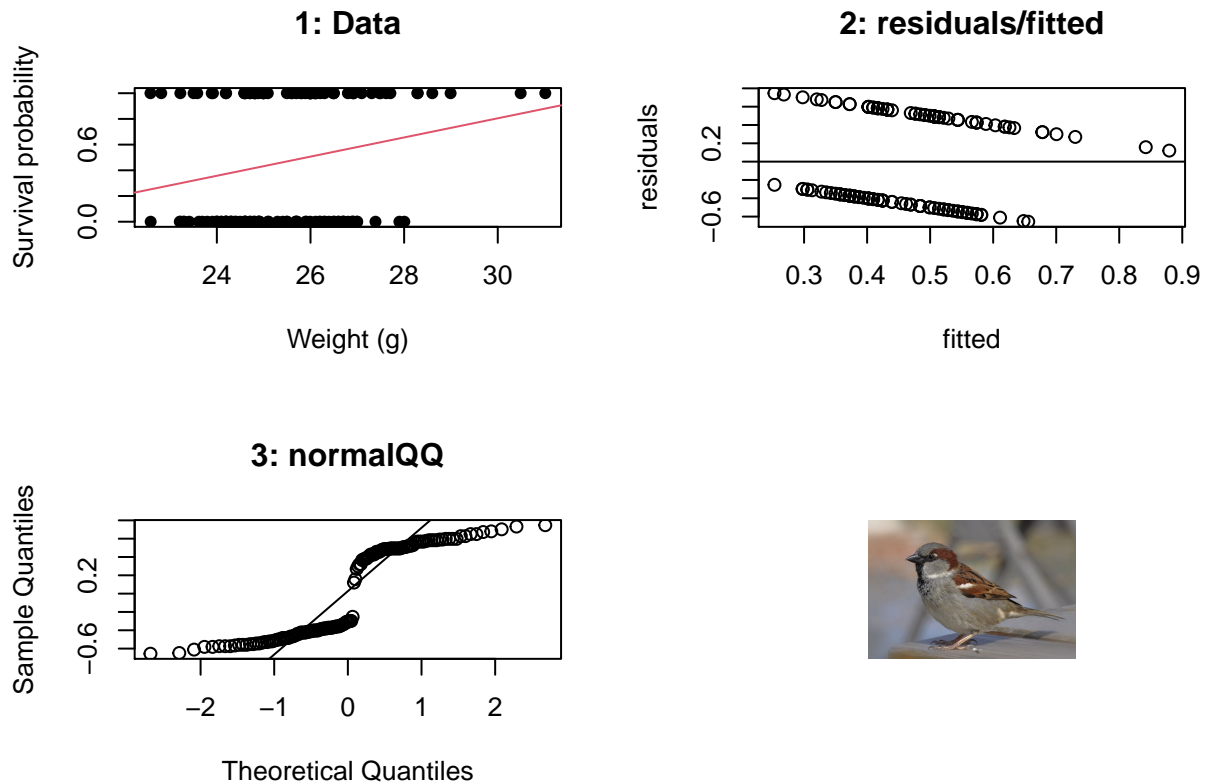 1: Data
Survival probability
0.0
0.6
24
26
28
30
Weight (g)
2: residuals/fitted
residuals
−0.6
0.2
0.3
0.4
0.5
0.6
0.7
0.8
0.9
fitted
3: normalQQ
Sample Quantiles
−0.6
0.2
−2
−1
0
1
2
Theoretical Quantiles